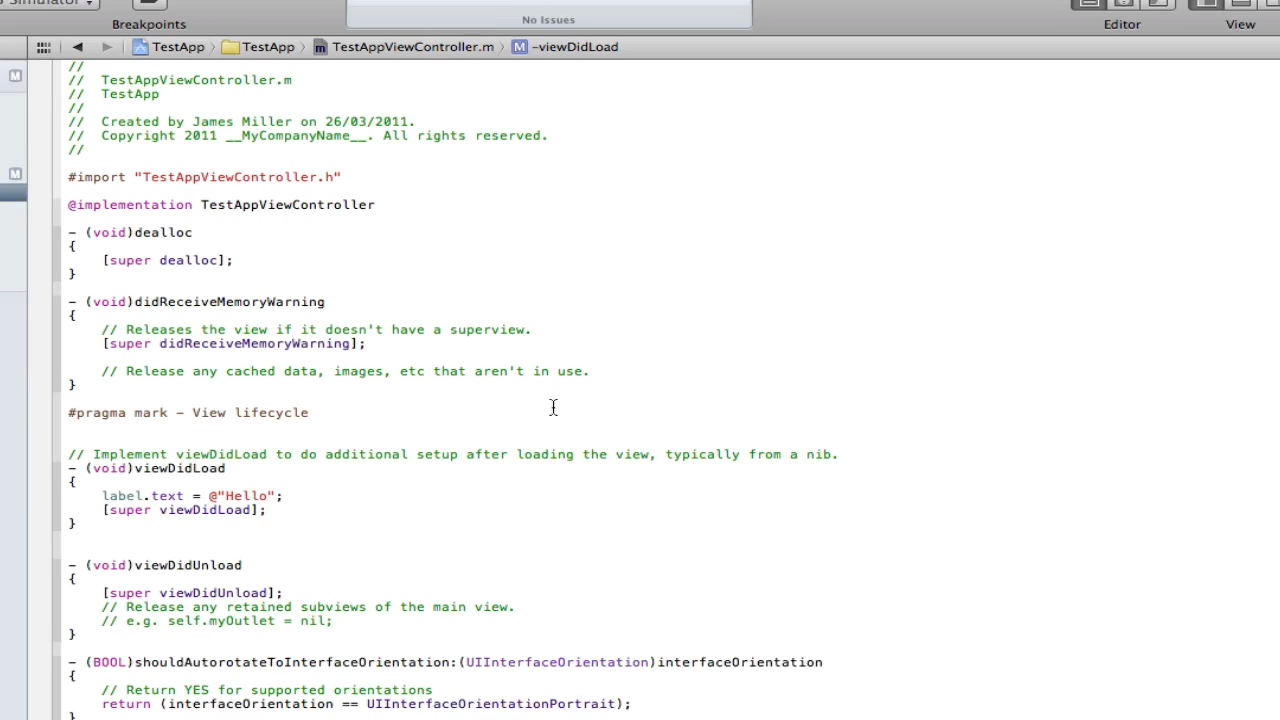 Breakpoints
No Issues
Editor
View
TestApp
TestApp
TestAppViewController.m
M
-viewDidLoad
M
M
//
//  TestAppViewController.m
//  TestApp
//
//  Created by James Miller on 26/03/2011.
//  Copyright 2011 __MyCompanyName__. All rights reserved.
//
#import "TestAppViewController.h"
@implementation TestAppViewController
- (void)dealloc
{
    [super dealloc];
}
- (void)didReceiveMemoryWarning
{
    // Releases the view if it doesn't have a superview.
    [super didReceiveMemoryWarning];
    // Release any cached data, images, etc that aren't in use.
}
#pragma mark - View lifecycle
// Implement viewDidLoad to do additional setup after loading the view, typically from a nib.
- (void)viewDidLoad
{
    label.text = @"Hello";
    [super viewDidLoad];
}
- (void)viewDidUnload
{
    [super viewDidUnload];
    // Release any retained subviews of the main view.
    // e.g. self.myOutlet = nil;
}
- (BOOL)shouldAutorotateToInterfaceOrientation:(UIInterfaceOrientation)interfaceOrientation
{
    // Return YES for supported orientations
    return (interfaceOrientation == UIInterfaceOrientationPortrait);
}